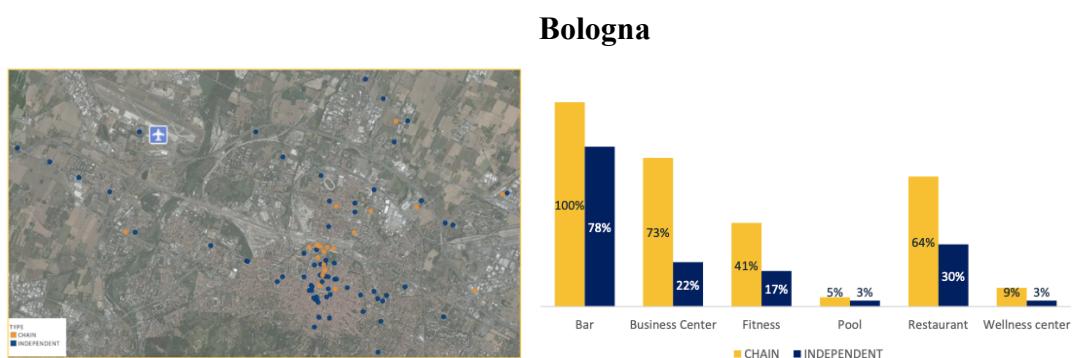 Bologna
TYPE
CHAIN
INDEPENDENT
100%
78%
73%
22%
41%
17%
5%
3%
64%
30%
9%
3%
Bar
Business Center
Fitness
Pool
Restaurant
Wellness center
CHAIN
INDEPENDENT